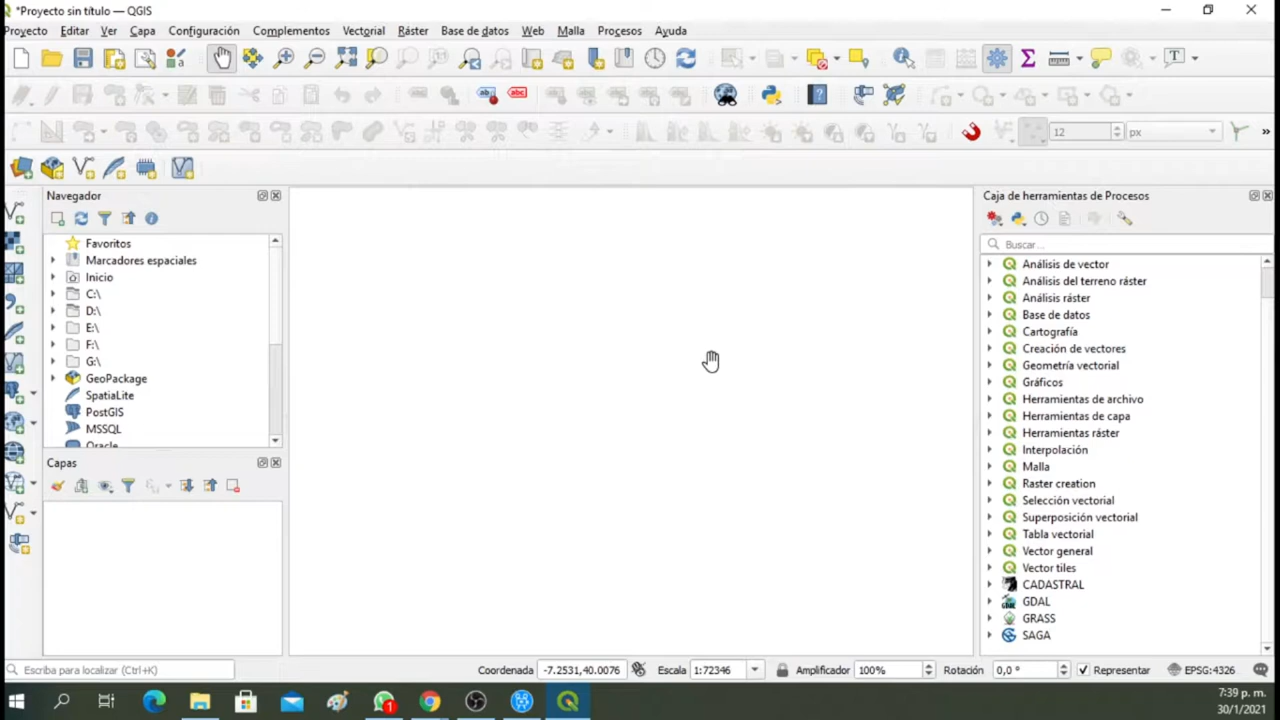 *Proyecto sin título — QGIS
Proyecto Editar Ver Capa Configuración Complementos Vectorial Ráster Base de datos Web Malla Procesos Ayuda
abc
12 px
Navegador
Favoritos
Marcadores espaciales
Inicio
C:\
D:\
E:\
F:\
G:\
GeoPackage
SpatiaLite
PostGIS
MSSQL
Oracle
Capas
Caja de herramientas de Procesos
Buscar...
Análisis de vector
Análisis del terreno ráster
Análisis ráster
Base de datos
Cartografía
Creación de vectores
Geometría vectorial
Gráficos
Herramientas de archivo
Herramientas de capa
Herramientas ráster
Interpolación
Malla
Raster creation
Selección vectorial
Superposición vectorial
Tabla vectorial
Vector general
Vector tiles
CADASTRAL
GDAL
GRASS
SAGA
Escriba para localizar (Ctrl+K) Coordenada -7.2531,40.0076 Escala 1:72346 Amplificador 100% Rotación 0,0 ° Representar EPSG:4326
1
7:39 p. m.
30/1/2021